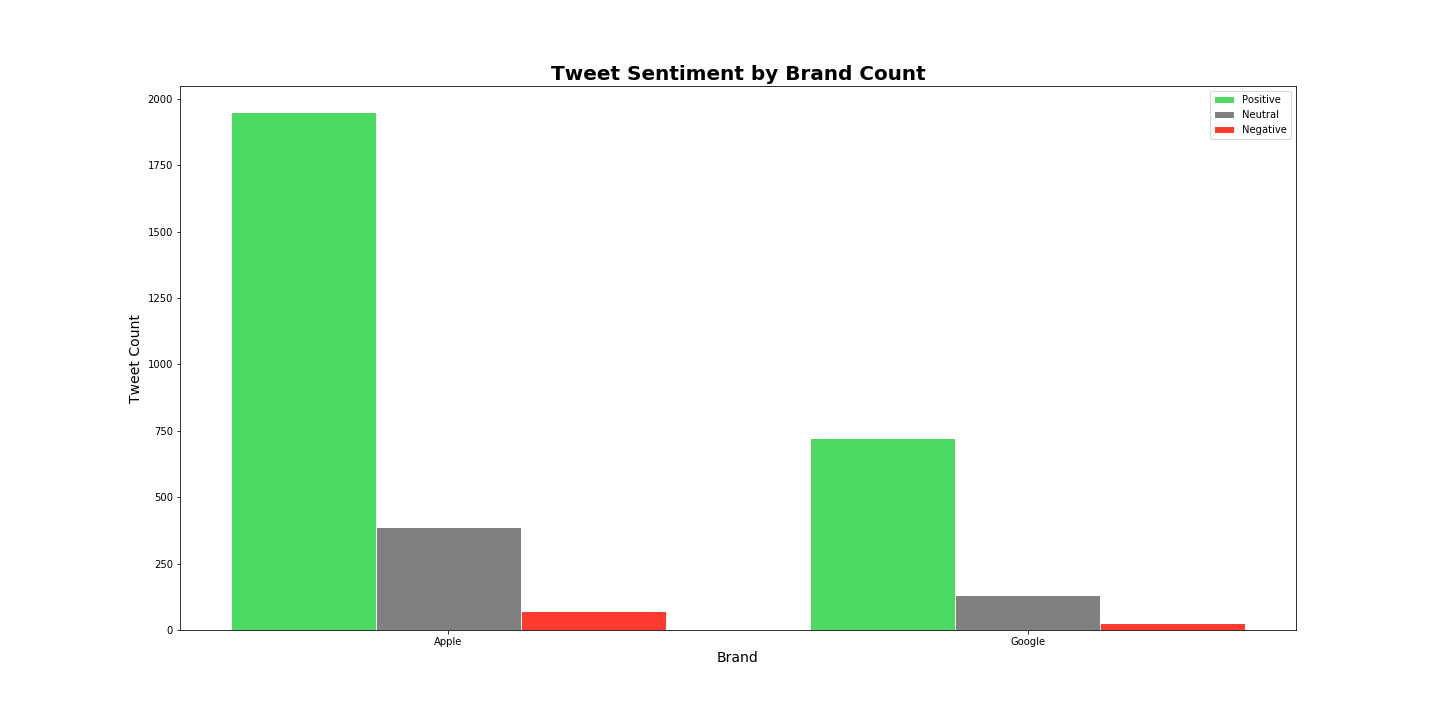 Tweet Sentiment by Brand Count
Positive
Neutral
Negative
2000
1750
1500
1250
1000
750
500
250
0
Tweet Count
Apple
Google
Brand